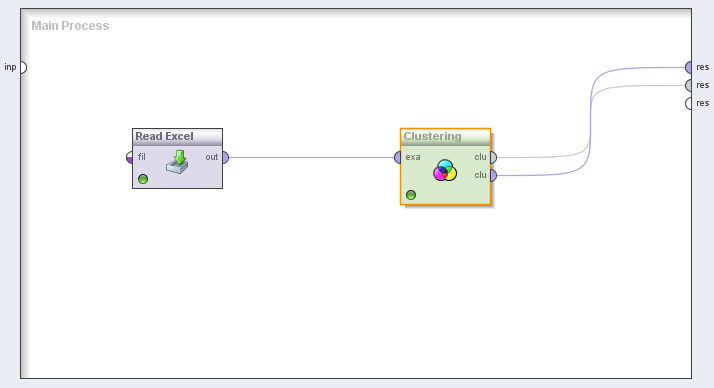 Main Process
inp
res
res
res
Read Excel
fil
out
Clustering
exa
clu
clu